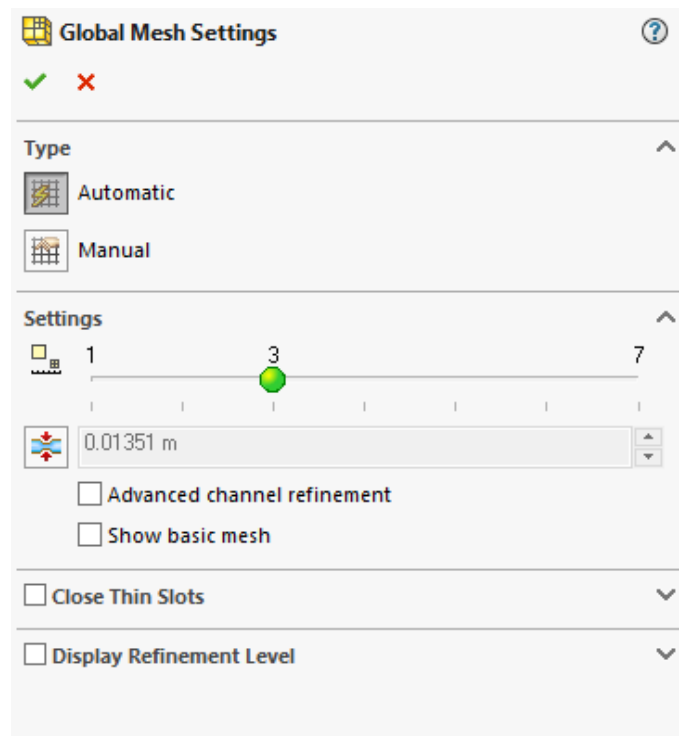 Global Mesh Settings
?
Type
Automatic
Manual
Settings
1 3 7
0.01351 m
Advanced channel refinement
Show basic mesh
Close Thin Slots
Display Refinement Level